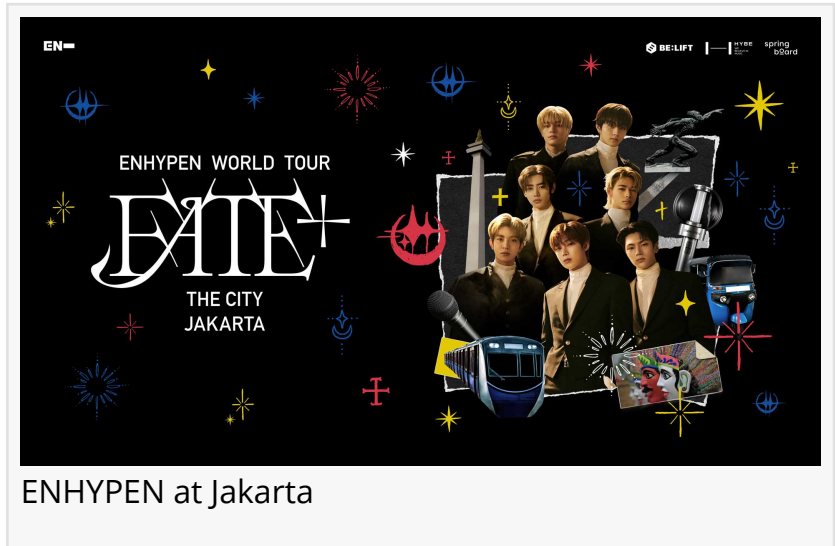 EN-
BE:LIFT
HYBE
spring
board
ENHYPEN WORLD TOUR
FATE+
THE CITY
JAKARTA
ENHYPEN at Jakarta